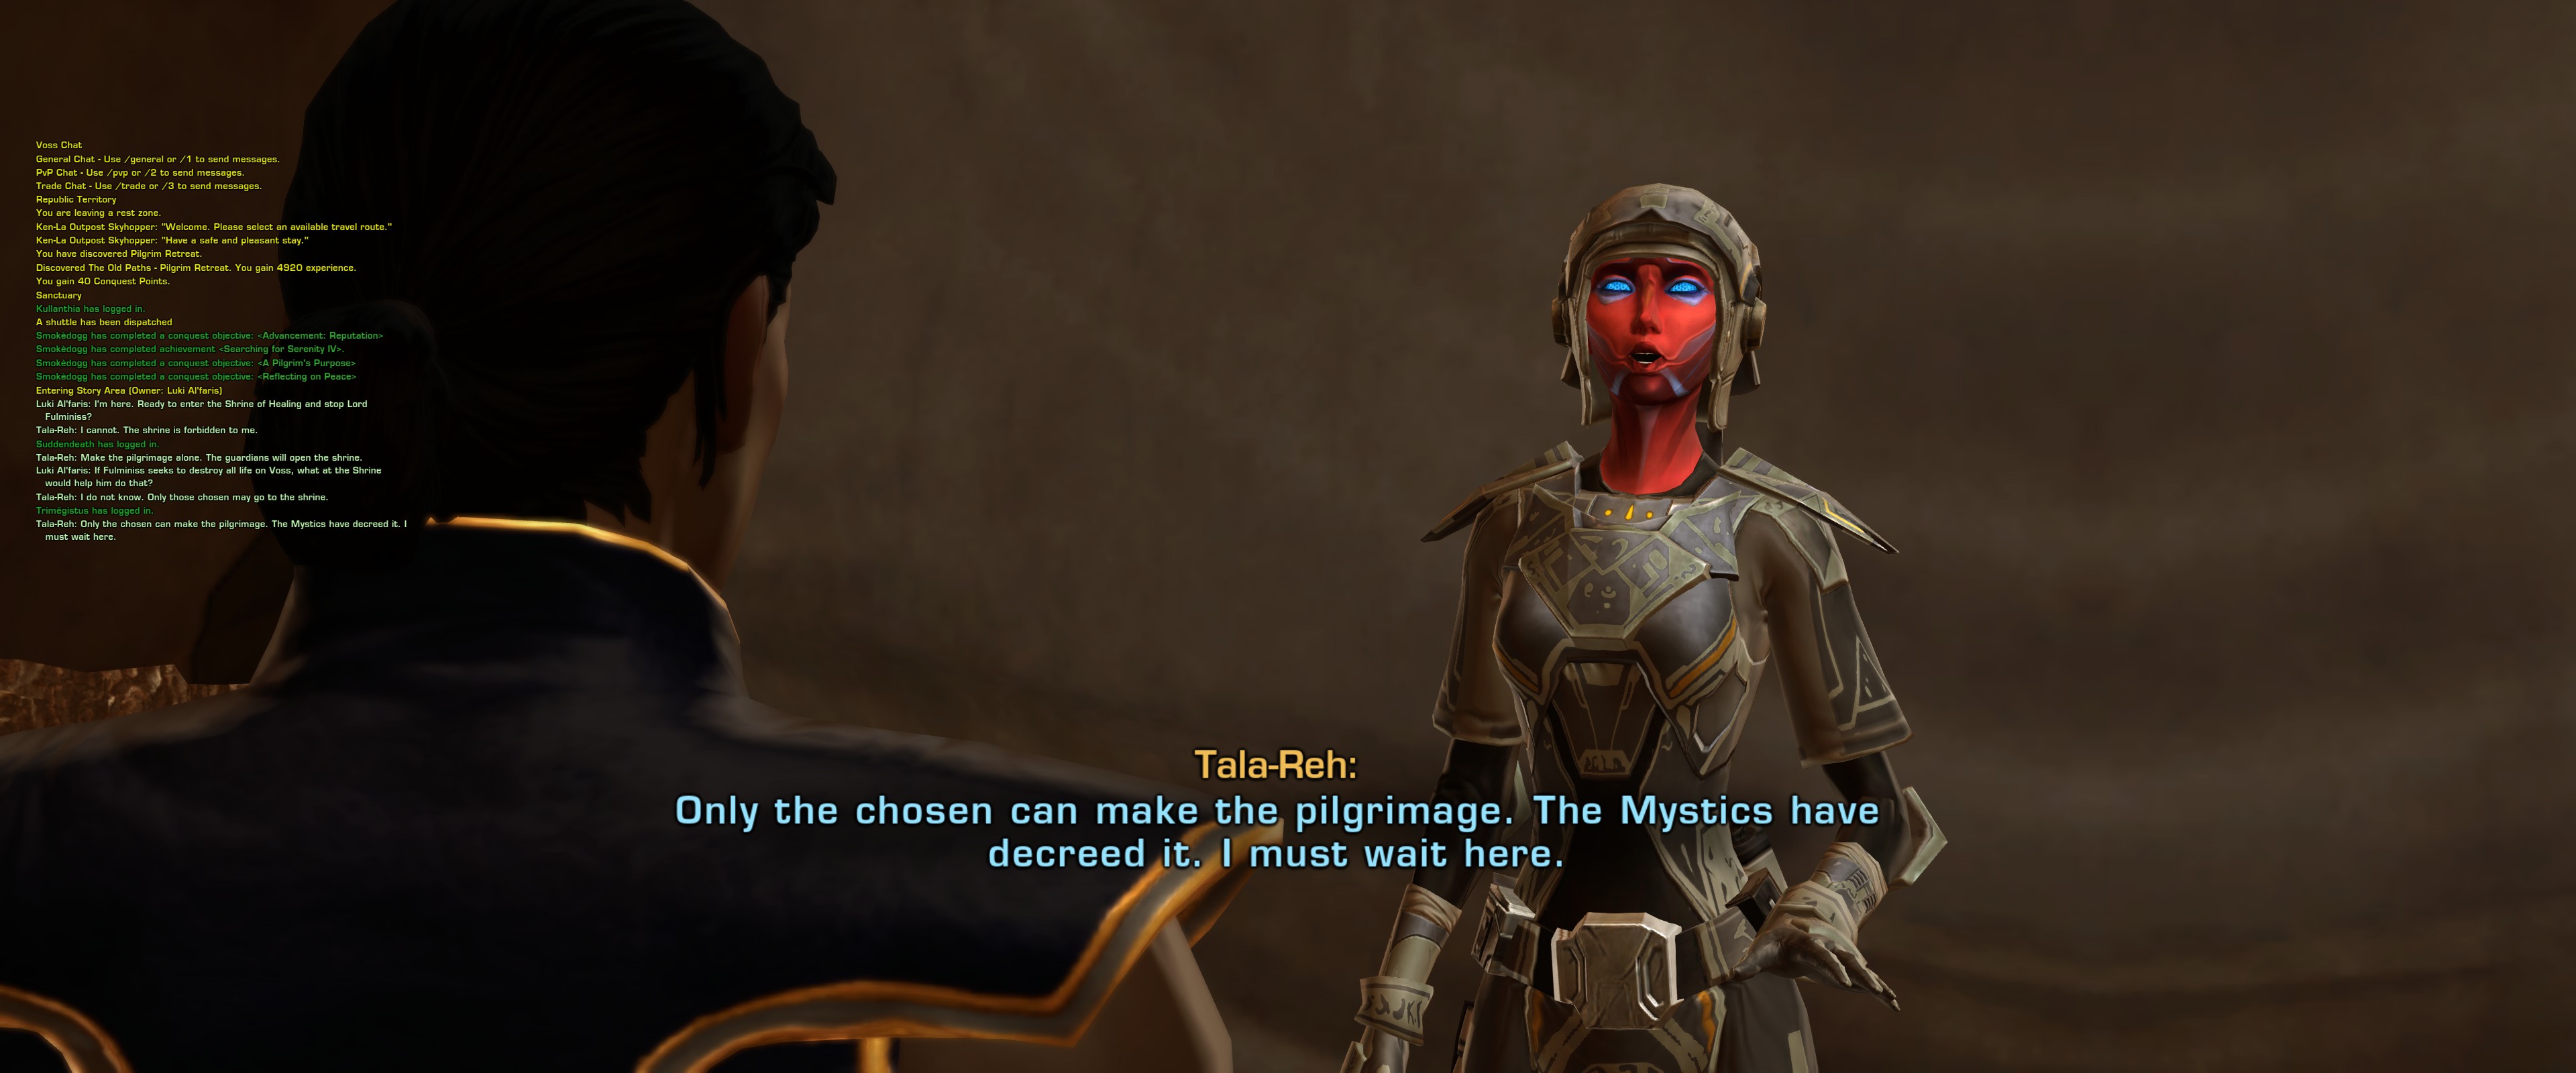 Voss Chat
General Chat - Use /general or /1 to send messages.
PvP Chat - Use /pvp or /2 to send messages.
Trade Chat - Use /trade or /3 to send messages.
Republic Territory
You are leaving a rest zone.
Ken-La Outpost Skyhopper: "Welcome. Please select an available travel route."
Ken-La Outpost Skyhopper: "Have a safe and pleasant stay."
You have discovered Pilgrim Retreat.
Discovered The Old Paths - Pilgrim Retreat. You gain 4920 experience.
You gain 40 Conquest Points.
Sanctuary
Kullanthia has logged in.
A shuttle has been dispatched
Smokëdogg has completed a conquest objective: <Advancement: Reputation>
Smokëdogg has completed achievement <Searching for Serenity IV>.
Smokëdogg has completed a conquest objective: <A Pilgrim's Purpose>
Smokëdogg has completed a conquest objective: <Reflecting on Peace>
Entering Story Area (Owner: Luki Al'faris)
Luki Al'faris: I'm here. Ready to enter the Shrine of Healing and stop Lord
Fulminiss?
Tala-Reh: I cannot. The shrine is forbidden to me.
Suddendeath has logged in.
Tala-Reh: Make the pilgrimage alone. The guardians will open the shrine.
Luki Al'faris: If Fulminiss seeks to destroy all life on Voss, what at the Shrine
would help him do that?
Tala-Reh: I do not know. Only those chosen may go to the shrine.
Trimëgistus has logged in.
Tala-Reh: Only the chosen can make the pilgrimage. The Mystics have decreed it. I
must wait here.
Tala-Reh:
Only the chosen can make the pilgrimage. The Mystics have
decreed it. I must wait here.